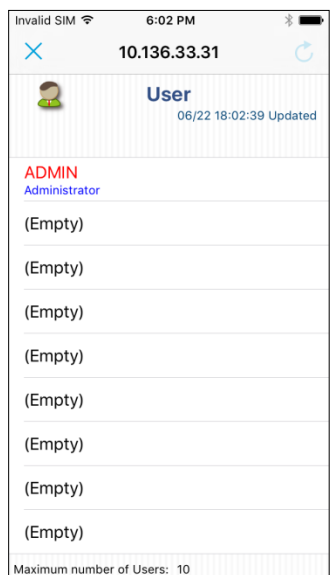 Invalid SIM 6:02 PM
10.136.33.31
User
06/22 18:02:39 Updated
ADMIN
Administrator
(Empty)
(Empty)
(Empty)
(Empty)
(Empty)
(Empty)
(Empty)
(Empty)
Maximum number of Users: 10